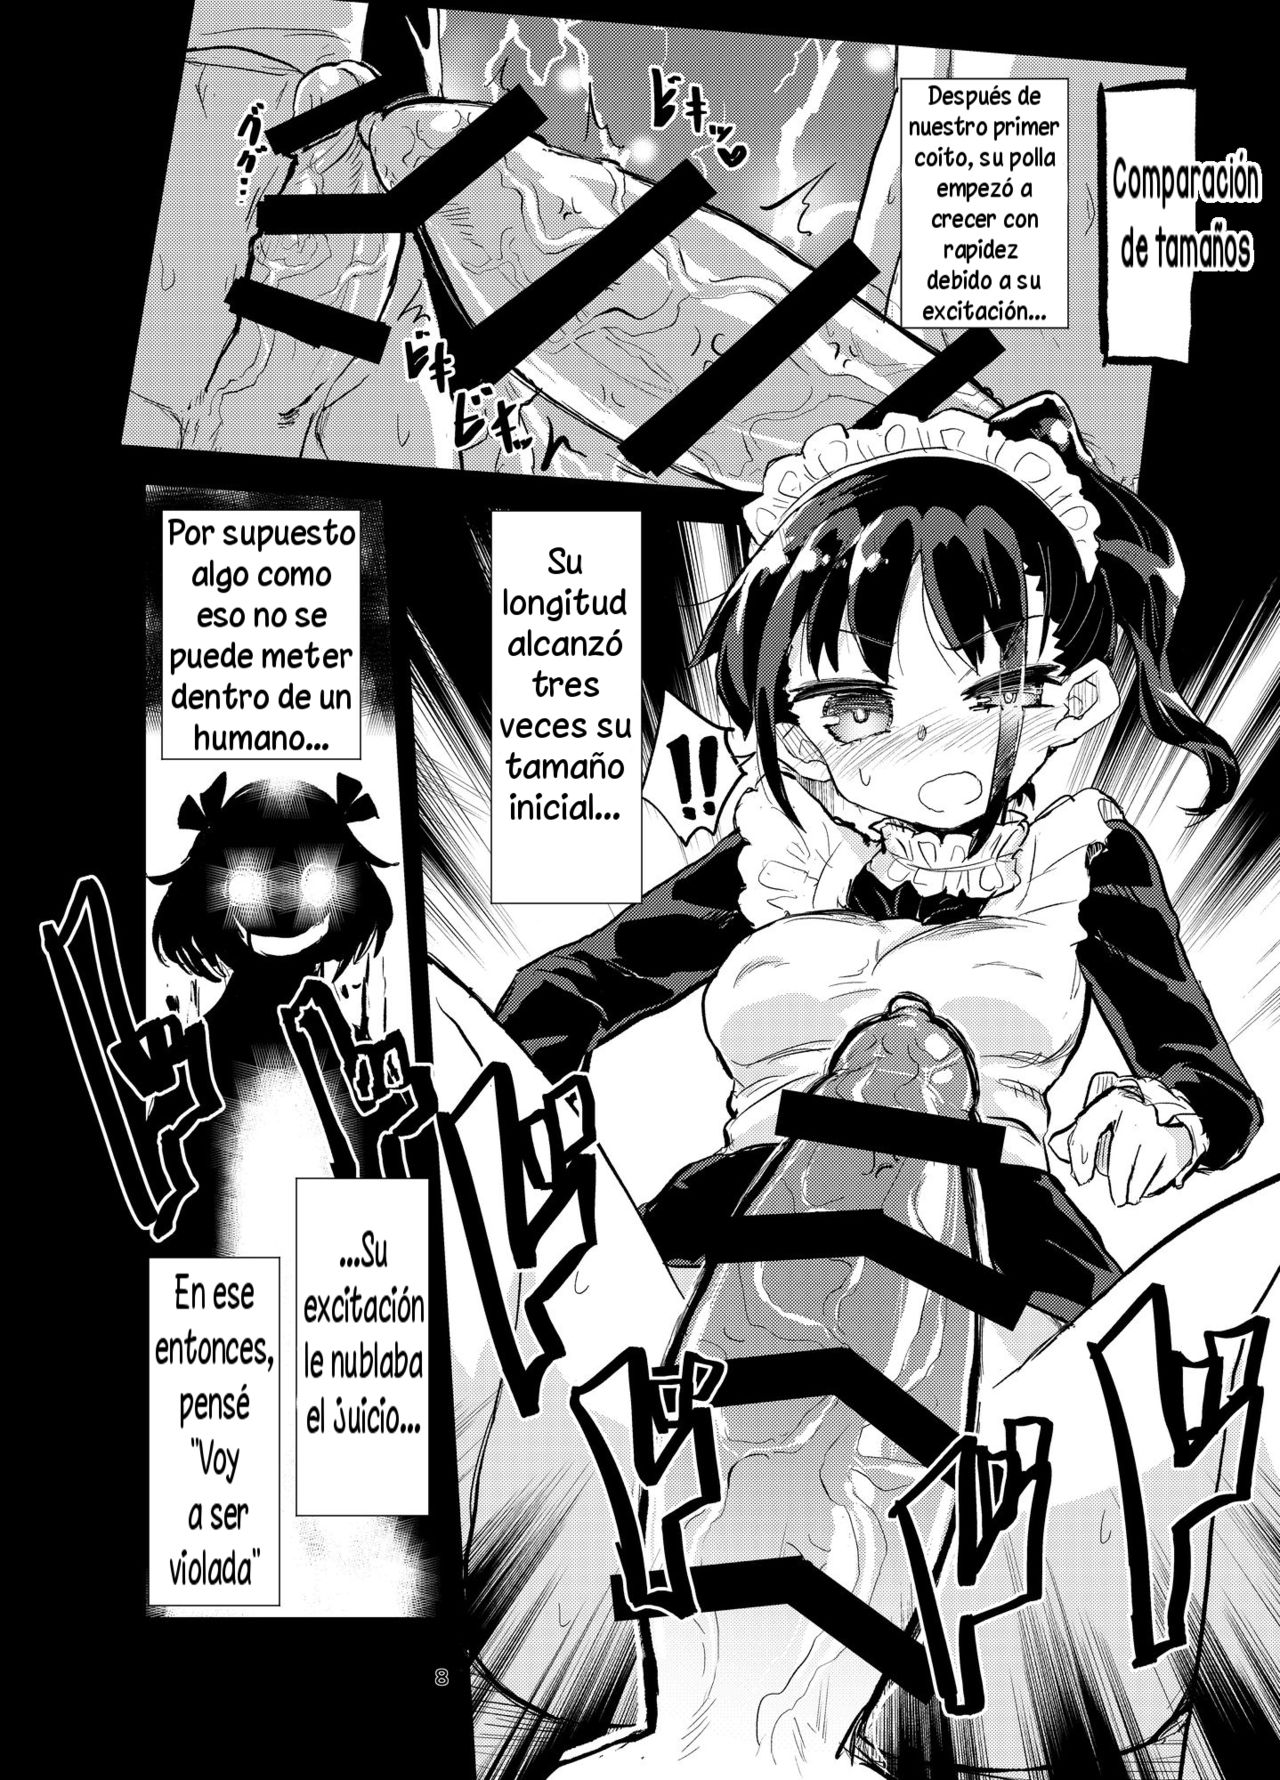 Comparación
de tamaños
Después de
nuestro primer
coito, su polla
empezó a
crecer con
rapidez
debido a su
excitación...
ビキッ♥
ググ…
ビキ
ビキッ
Su
longitud
alcanzó
tres
veces su
tamaño
inicial...
!!
Por supuesto
algo como
eso no se
puede meter
dentro de un
humano...
...Su
excitación
le nublaba
el juicio...
En ese
entonces,
pensé
"Voy
a ser
violada"
8